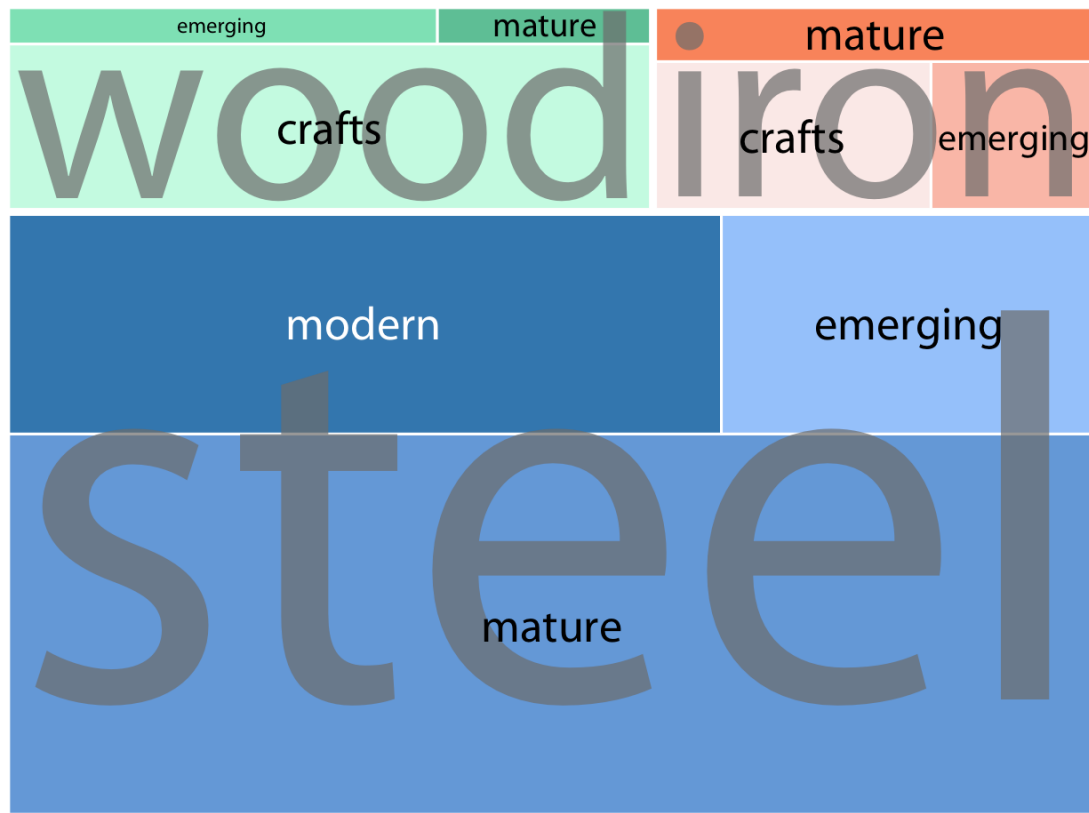 emerging
mature
wood
crafts
mature
iron
crafts
emerging
modern
emerging
steel
mature